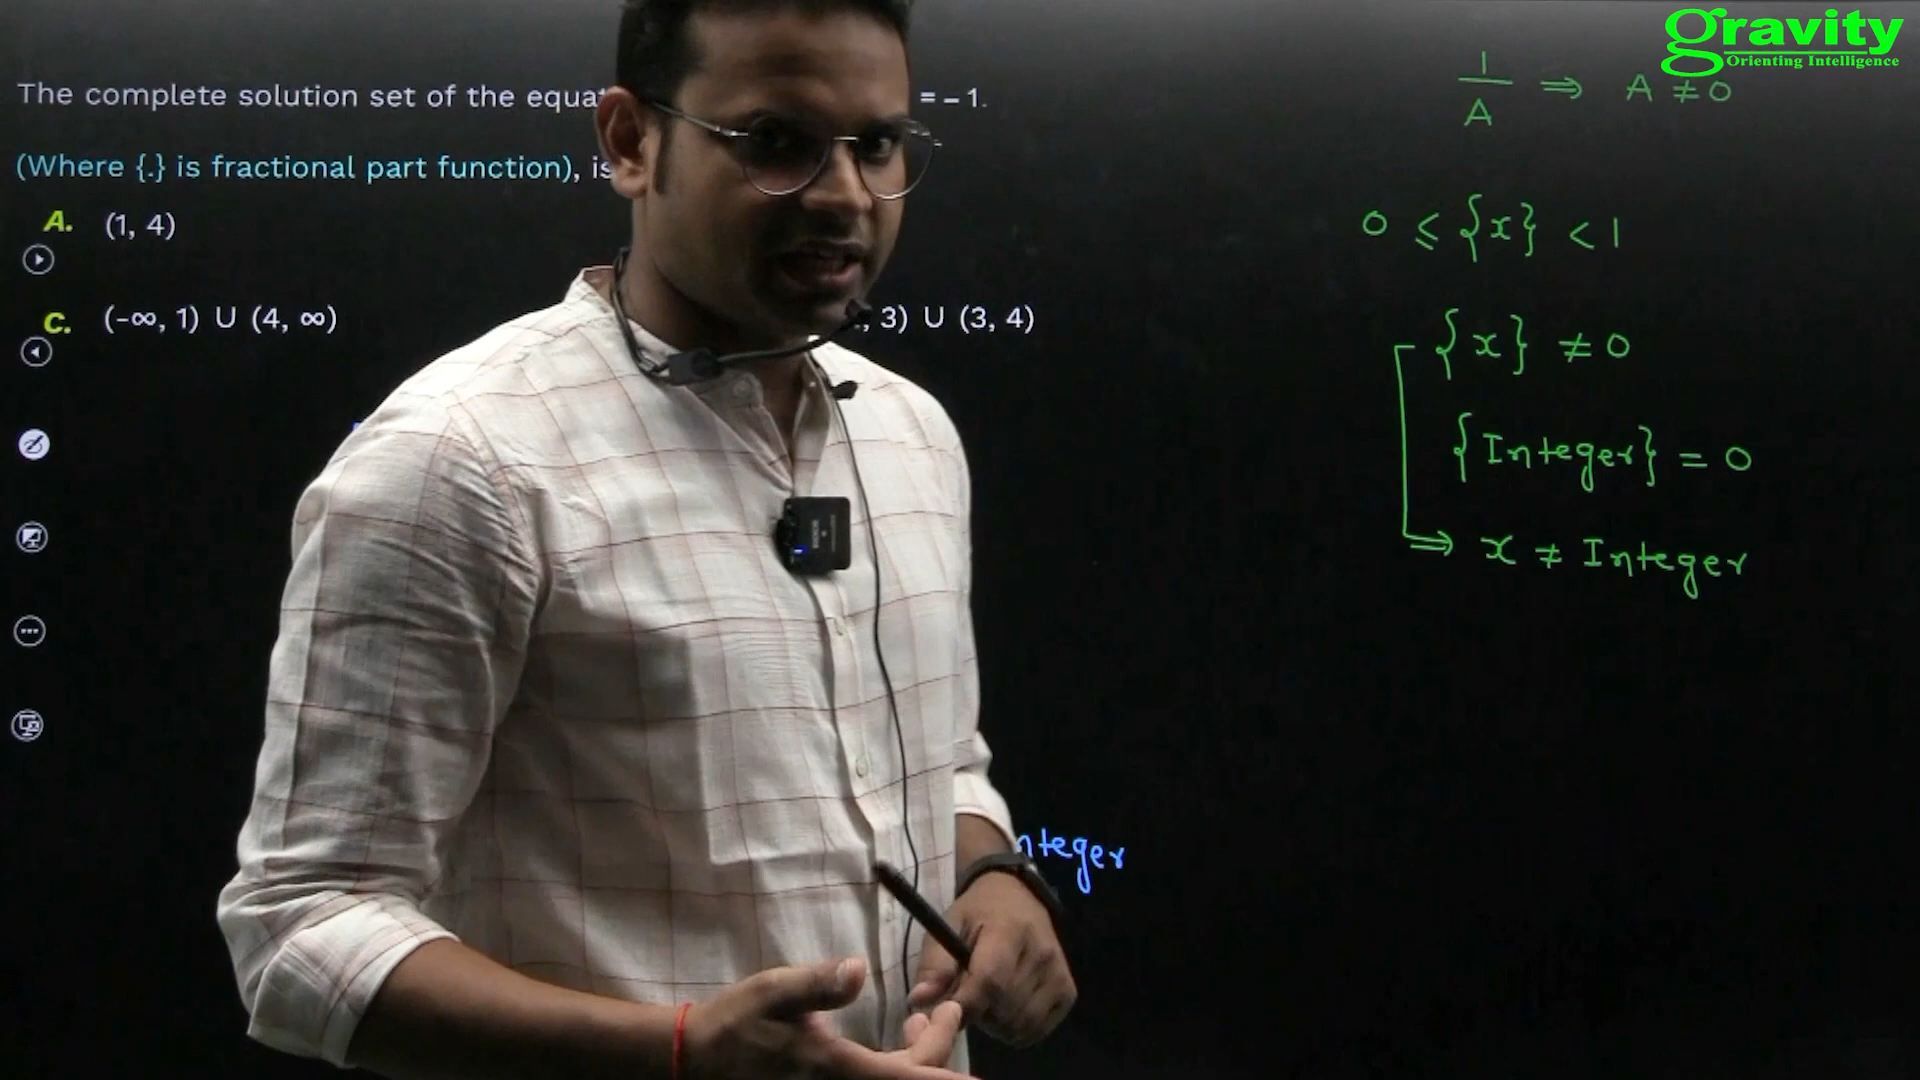 gravity
Orienting Intelligence
The complete solution set of the = – 1.
(Where {.} is fractional part function), is
A. (1, 4)
C. (-∞, 1) ∪ (4, ∞)
, 3) ∪ (3, 4)
1/A ⇒ A ≠ 0
0 ≤ {x} < 1
{x} ≠ 0
{Integer} = 0
⇒ x ≠ Integer
nteger